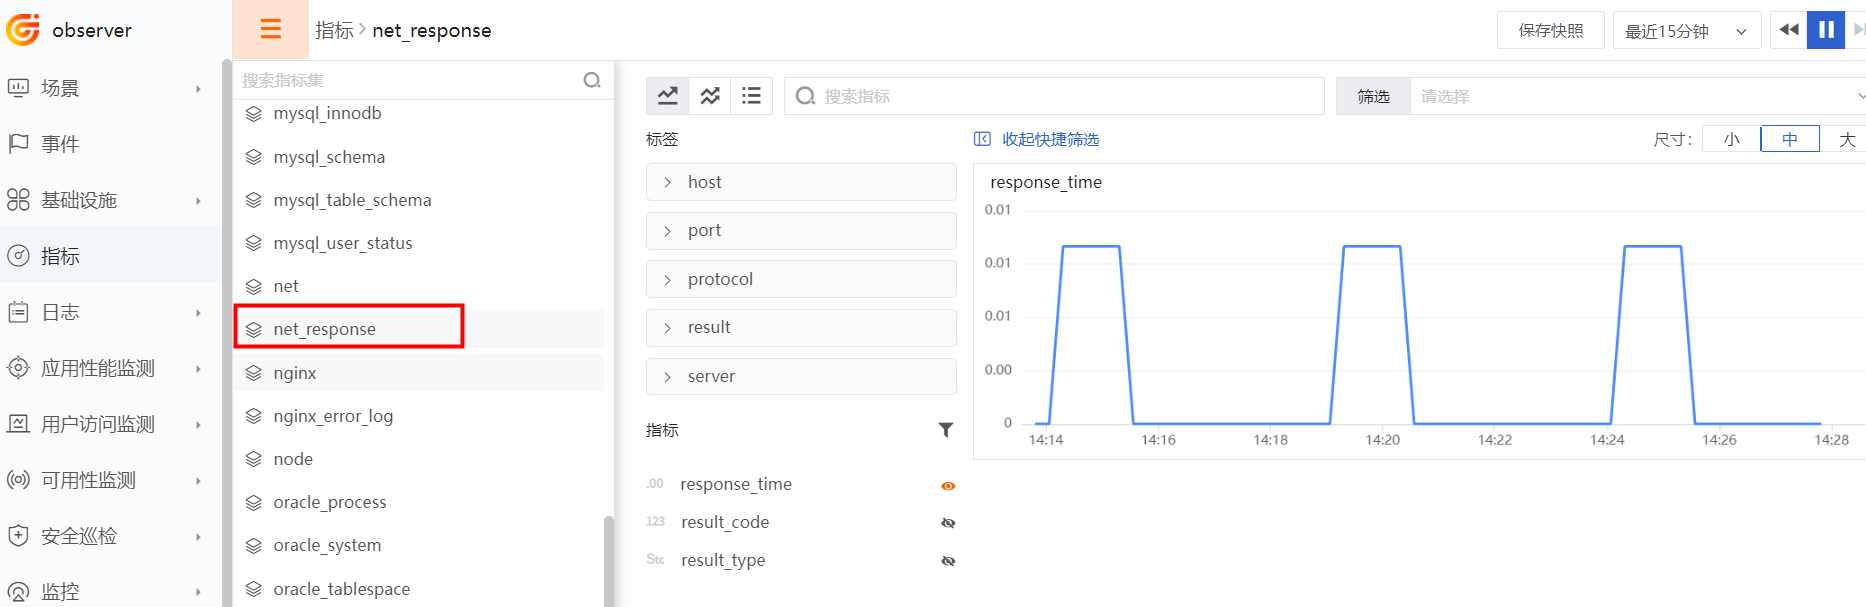 observer
指标 > net_response
保存快照
最近15分钟
场景
事件
基础设施
指标
日志
应用性能监测
用户访问监测
可用性监测
安全巡检
监控
搜索指标集
mysql_innodb
mysql_schema
mysql_table_schema
mysql_user_status
net
net_response
nginx
nginx_error_log
node
oracle_process
oracle_system
oracle_tablespace
搜索指标
筛选
请选择
标签
host
port
protocol
result
server
指标
.00 response_time
123 result_code
Str. result_type
收起快捷筛选
尺寸： 小 中 大
response_time
0.01
0.01
0.01
0.00
0
14:14 14:16 14:18 14:20 14:22 14:24 14:26 14:28